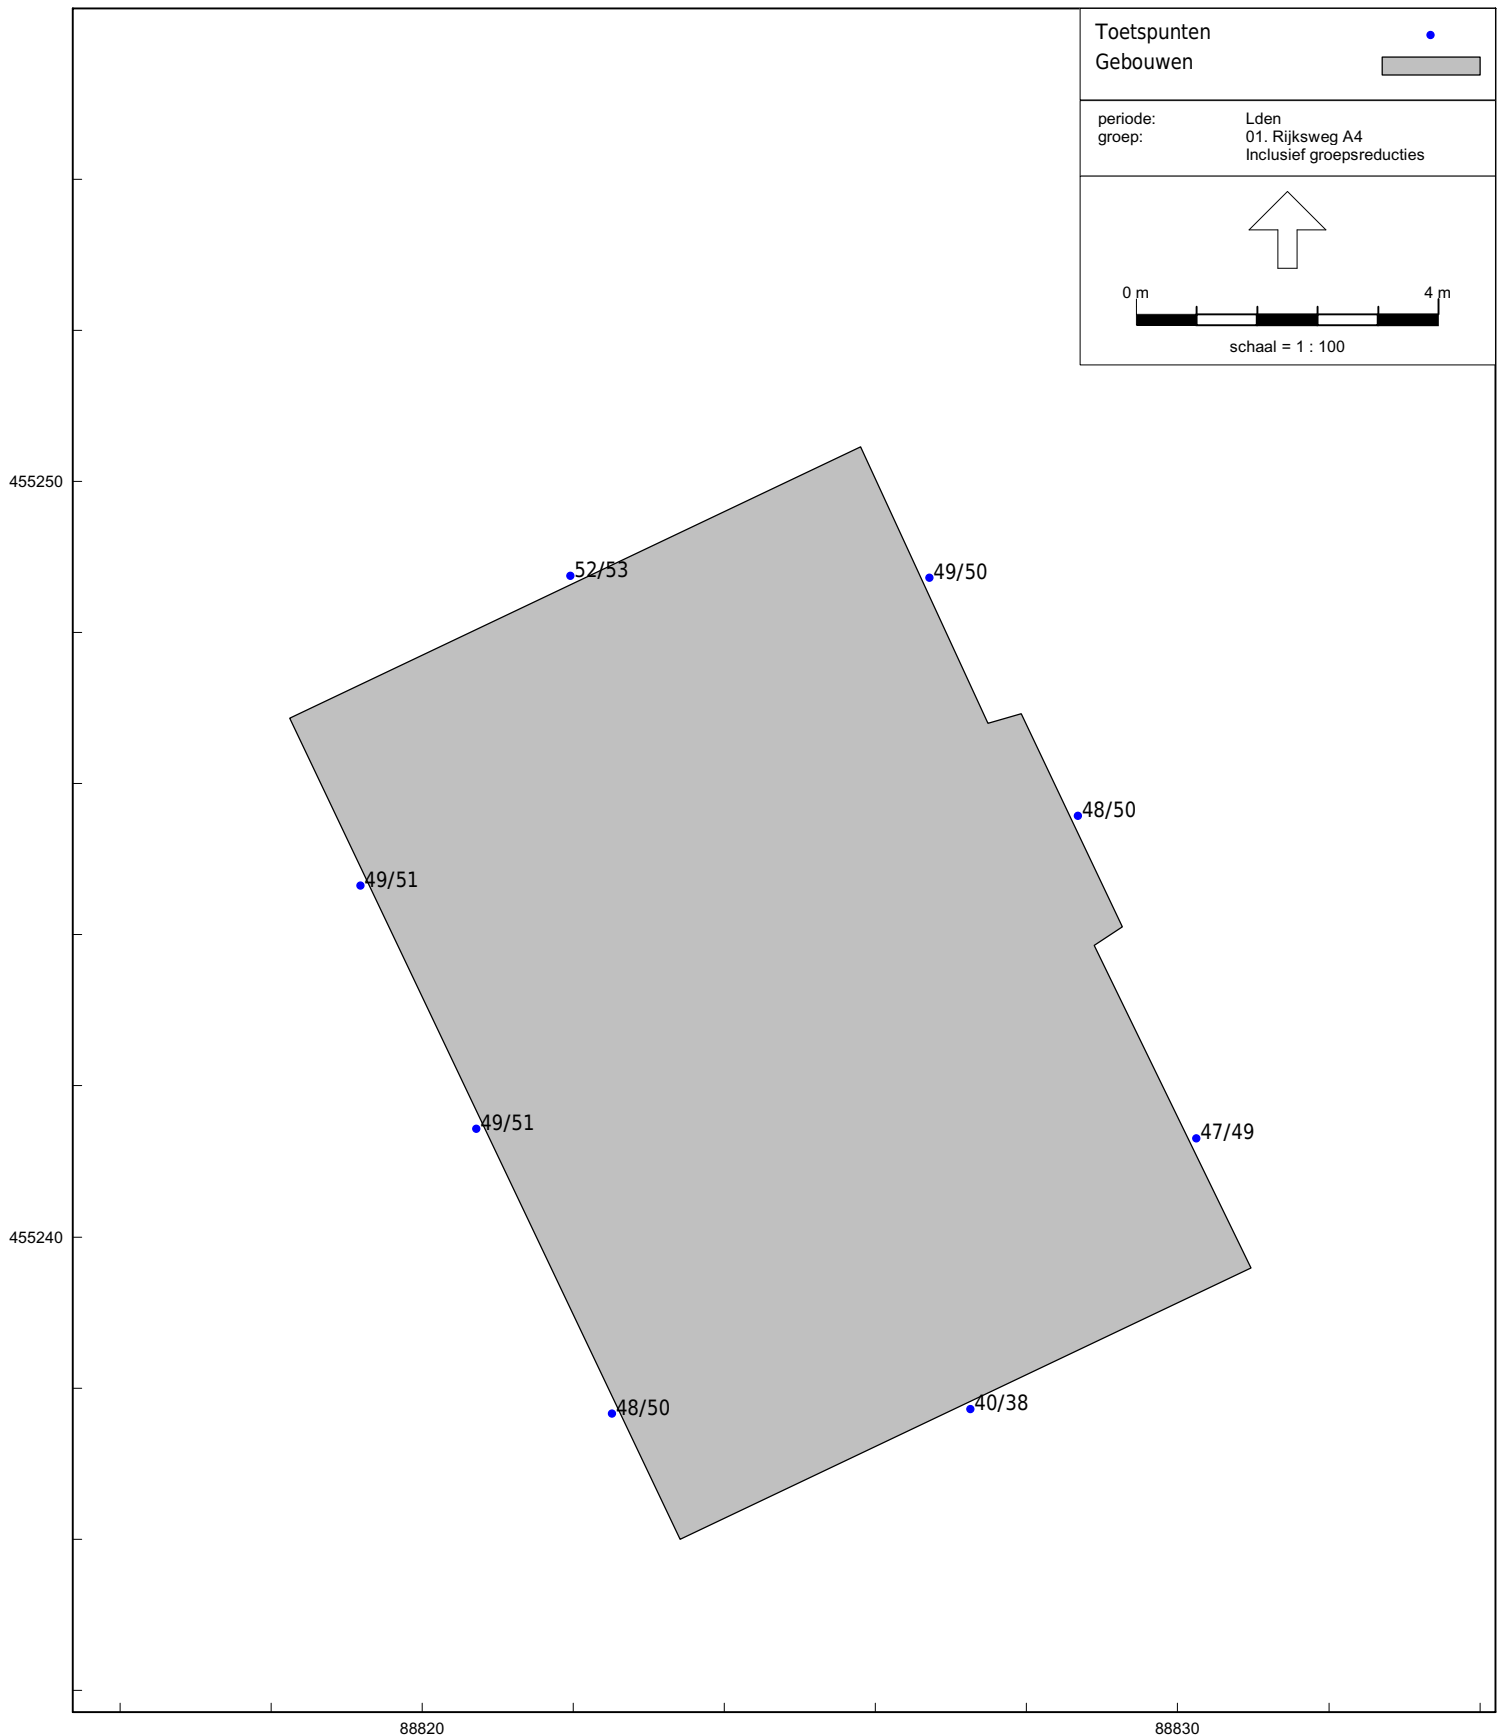 Toetspunten
Gebouwen
periode: Lden
groep: 01. Rijksweg A4
Inclusief groepsreducties
0 m 4 m
schaal = 1 : 100
455250
52/53
49/50
48/50
49/51
49/51
47/49
455240
40/38
48/50
88820 88830